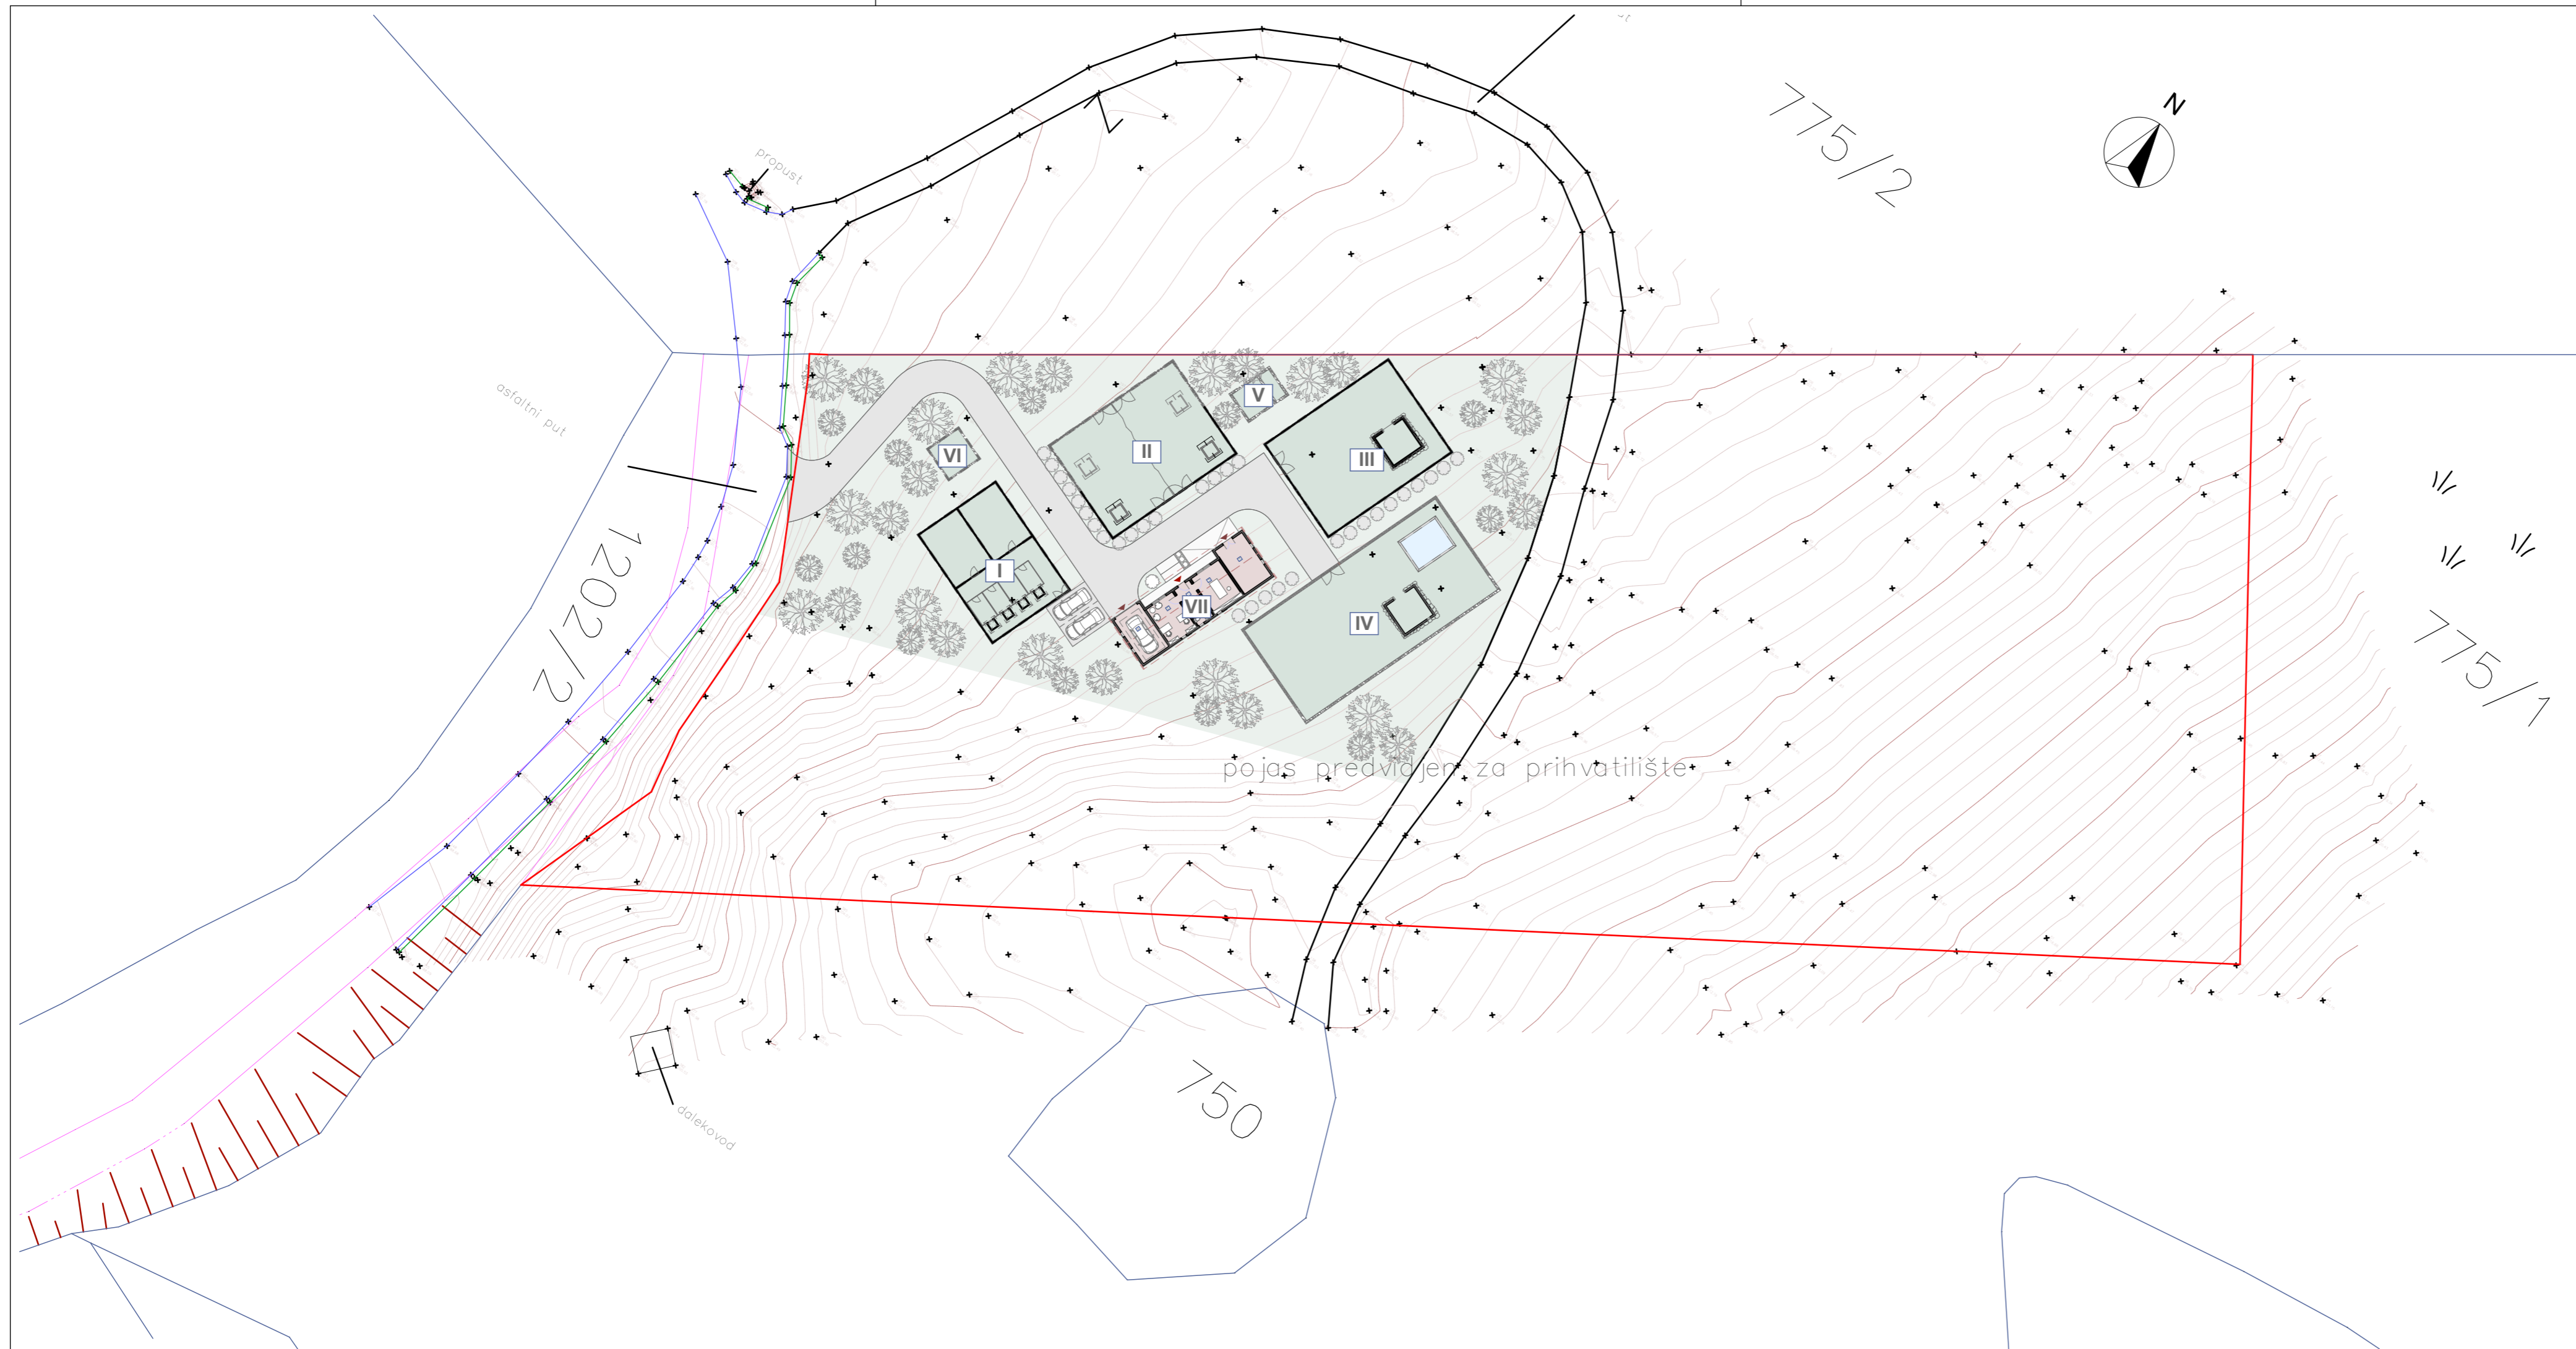 N
775/2
propust
asfaltni put
1202/2
V
II
VI
III
I
VII
IV
775/1
pojas predvidjen za prihvatilište
750
dalekovod